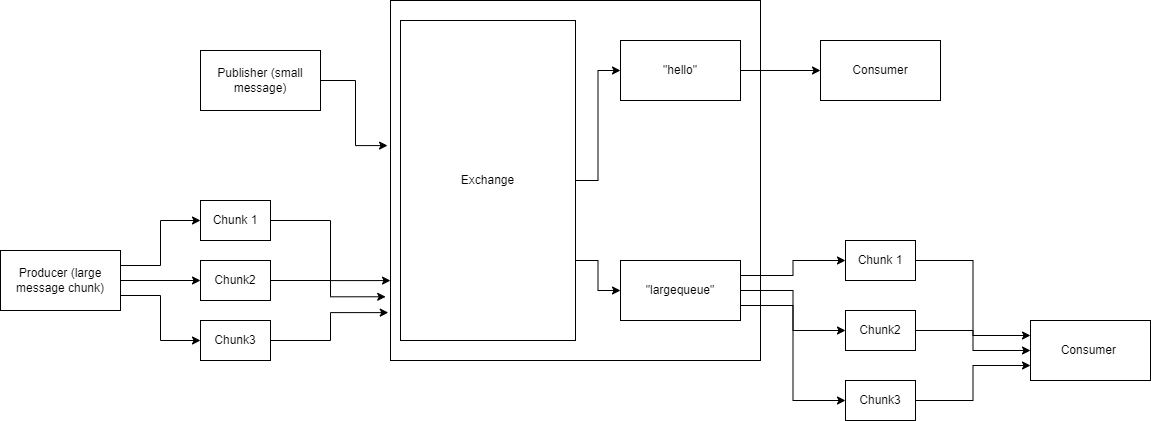 Publisher (small
message)
"hello"
Consumer
Exchange
Chunk 1
Producer (large
message chunk)
Chunk2
Chunk3
"largequeue"
Chunk 1
Chunk2
Chunk3
Consumer